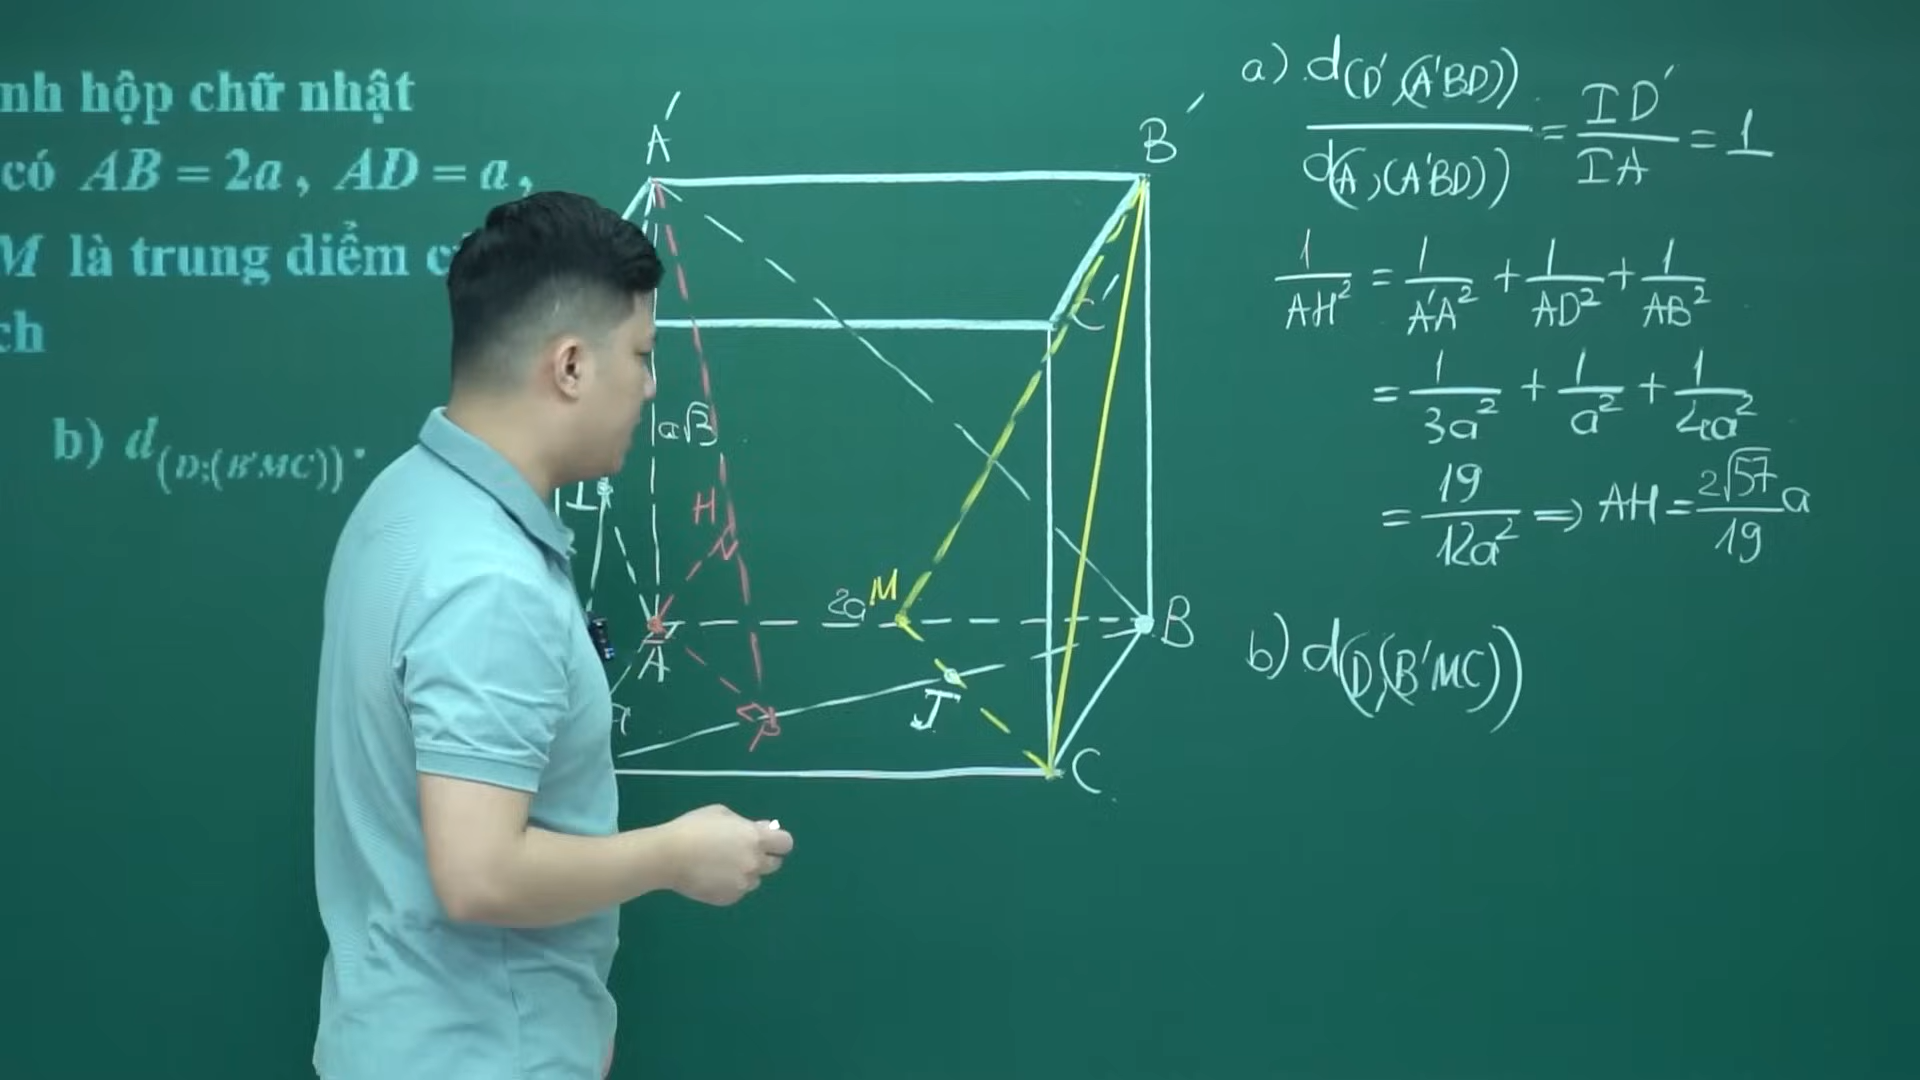 nh hộp chữ nhật
có AB = 2a, AD = a,
M là trung điểm
ch
b) d(D;(B'MC)).
A'
B'
C'
a√3
I
H
2a
M
A
B
J
C
a) d(D', (A'BD)) / d(A, (A'BD)) = ID' / IA = 1
1/AH² = 1/A'A² + 1/AD² + 1/AB²
= 1/3a² + 1/a² + 1/4a²
= 19/12a² ⇒ AH = 2√57/19 a
b) d(D,(B'MC))